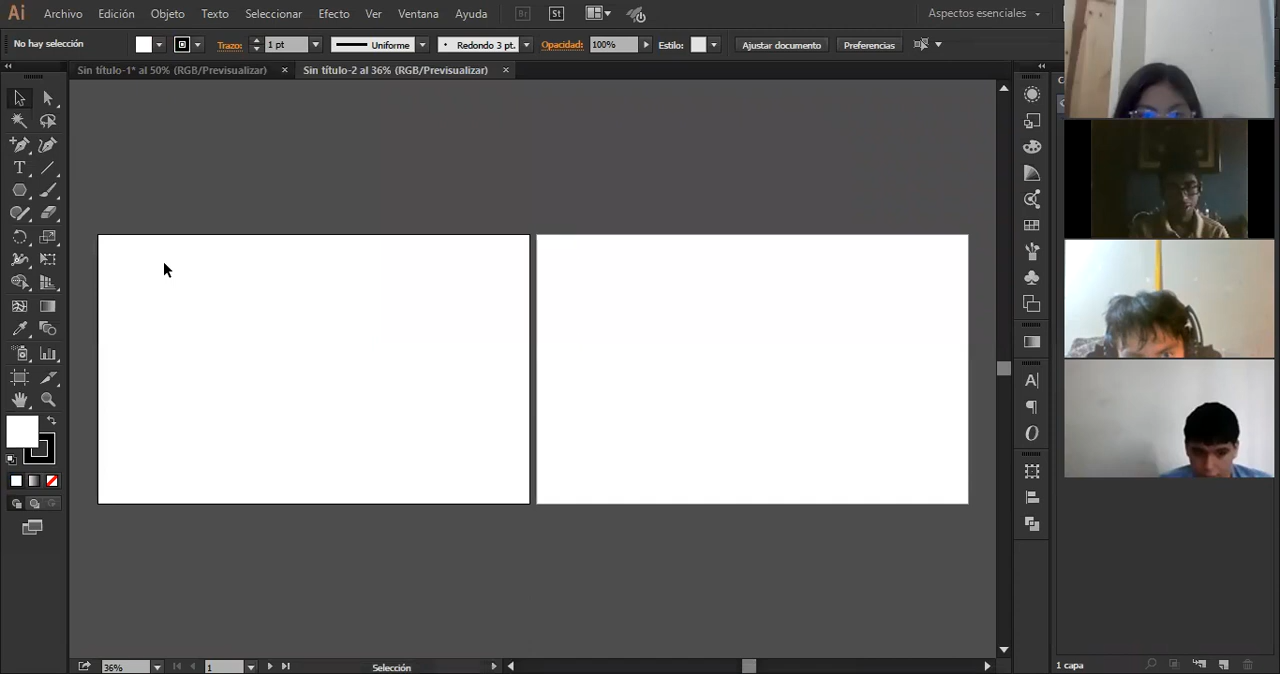 Ai Archivo Edición Objeto Texto Seleccionar Efecto Ver Ventana Ayuda Br St Aspectos esenciales
No hay selección Trazo: 1 pt Uniforme Redondo 3 pt. Opacidad: 100% Estilo: Ajustar documento Preferencias
Sin título-1* al 50% (RGB/Previsualizar) Sin título-2 al 36% (RGB/Previsualizar)
36% 1 Selección 1 capa